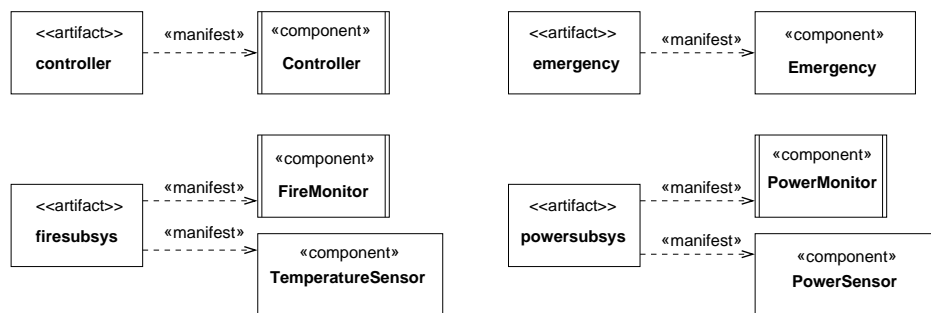 <<artifact>>
controller
«manifest»
«component»
Controller
<<artifact>>
emergency
«manifest»
«component»
Emergency
<<artifact>>
firesubsys
«manifest»
«component»
FireMonitor
«manifest»
«component»
TemperatureSensor
<<artifact>>
powersubsys
«manifest»
«component»
PowerMonitor
«manifest»
«component»
PowerSensor